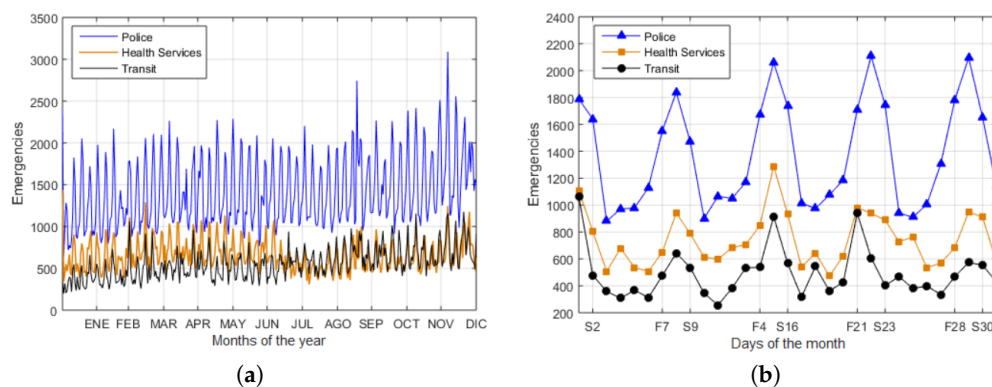 3500
3000
2500
2000
1500
1000
500
0
Emergencies
Police
Health Services
Transit
ENE FEB MAR APR MAY JUN JUL AGO SEP OCT NOV DIC
Months of the year
(a)
2400
2200
2000
1800
1600
1400
1200
1000
800
600
400
200
Emergencies
Police
Health Services
Transit
S2 F7 S9 F4 S16 F21 S23 F28 S30
Days of the month
(b)